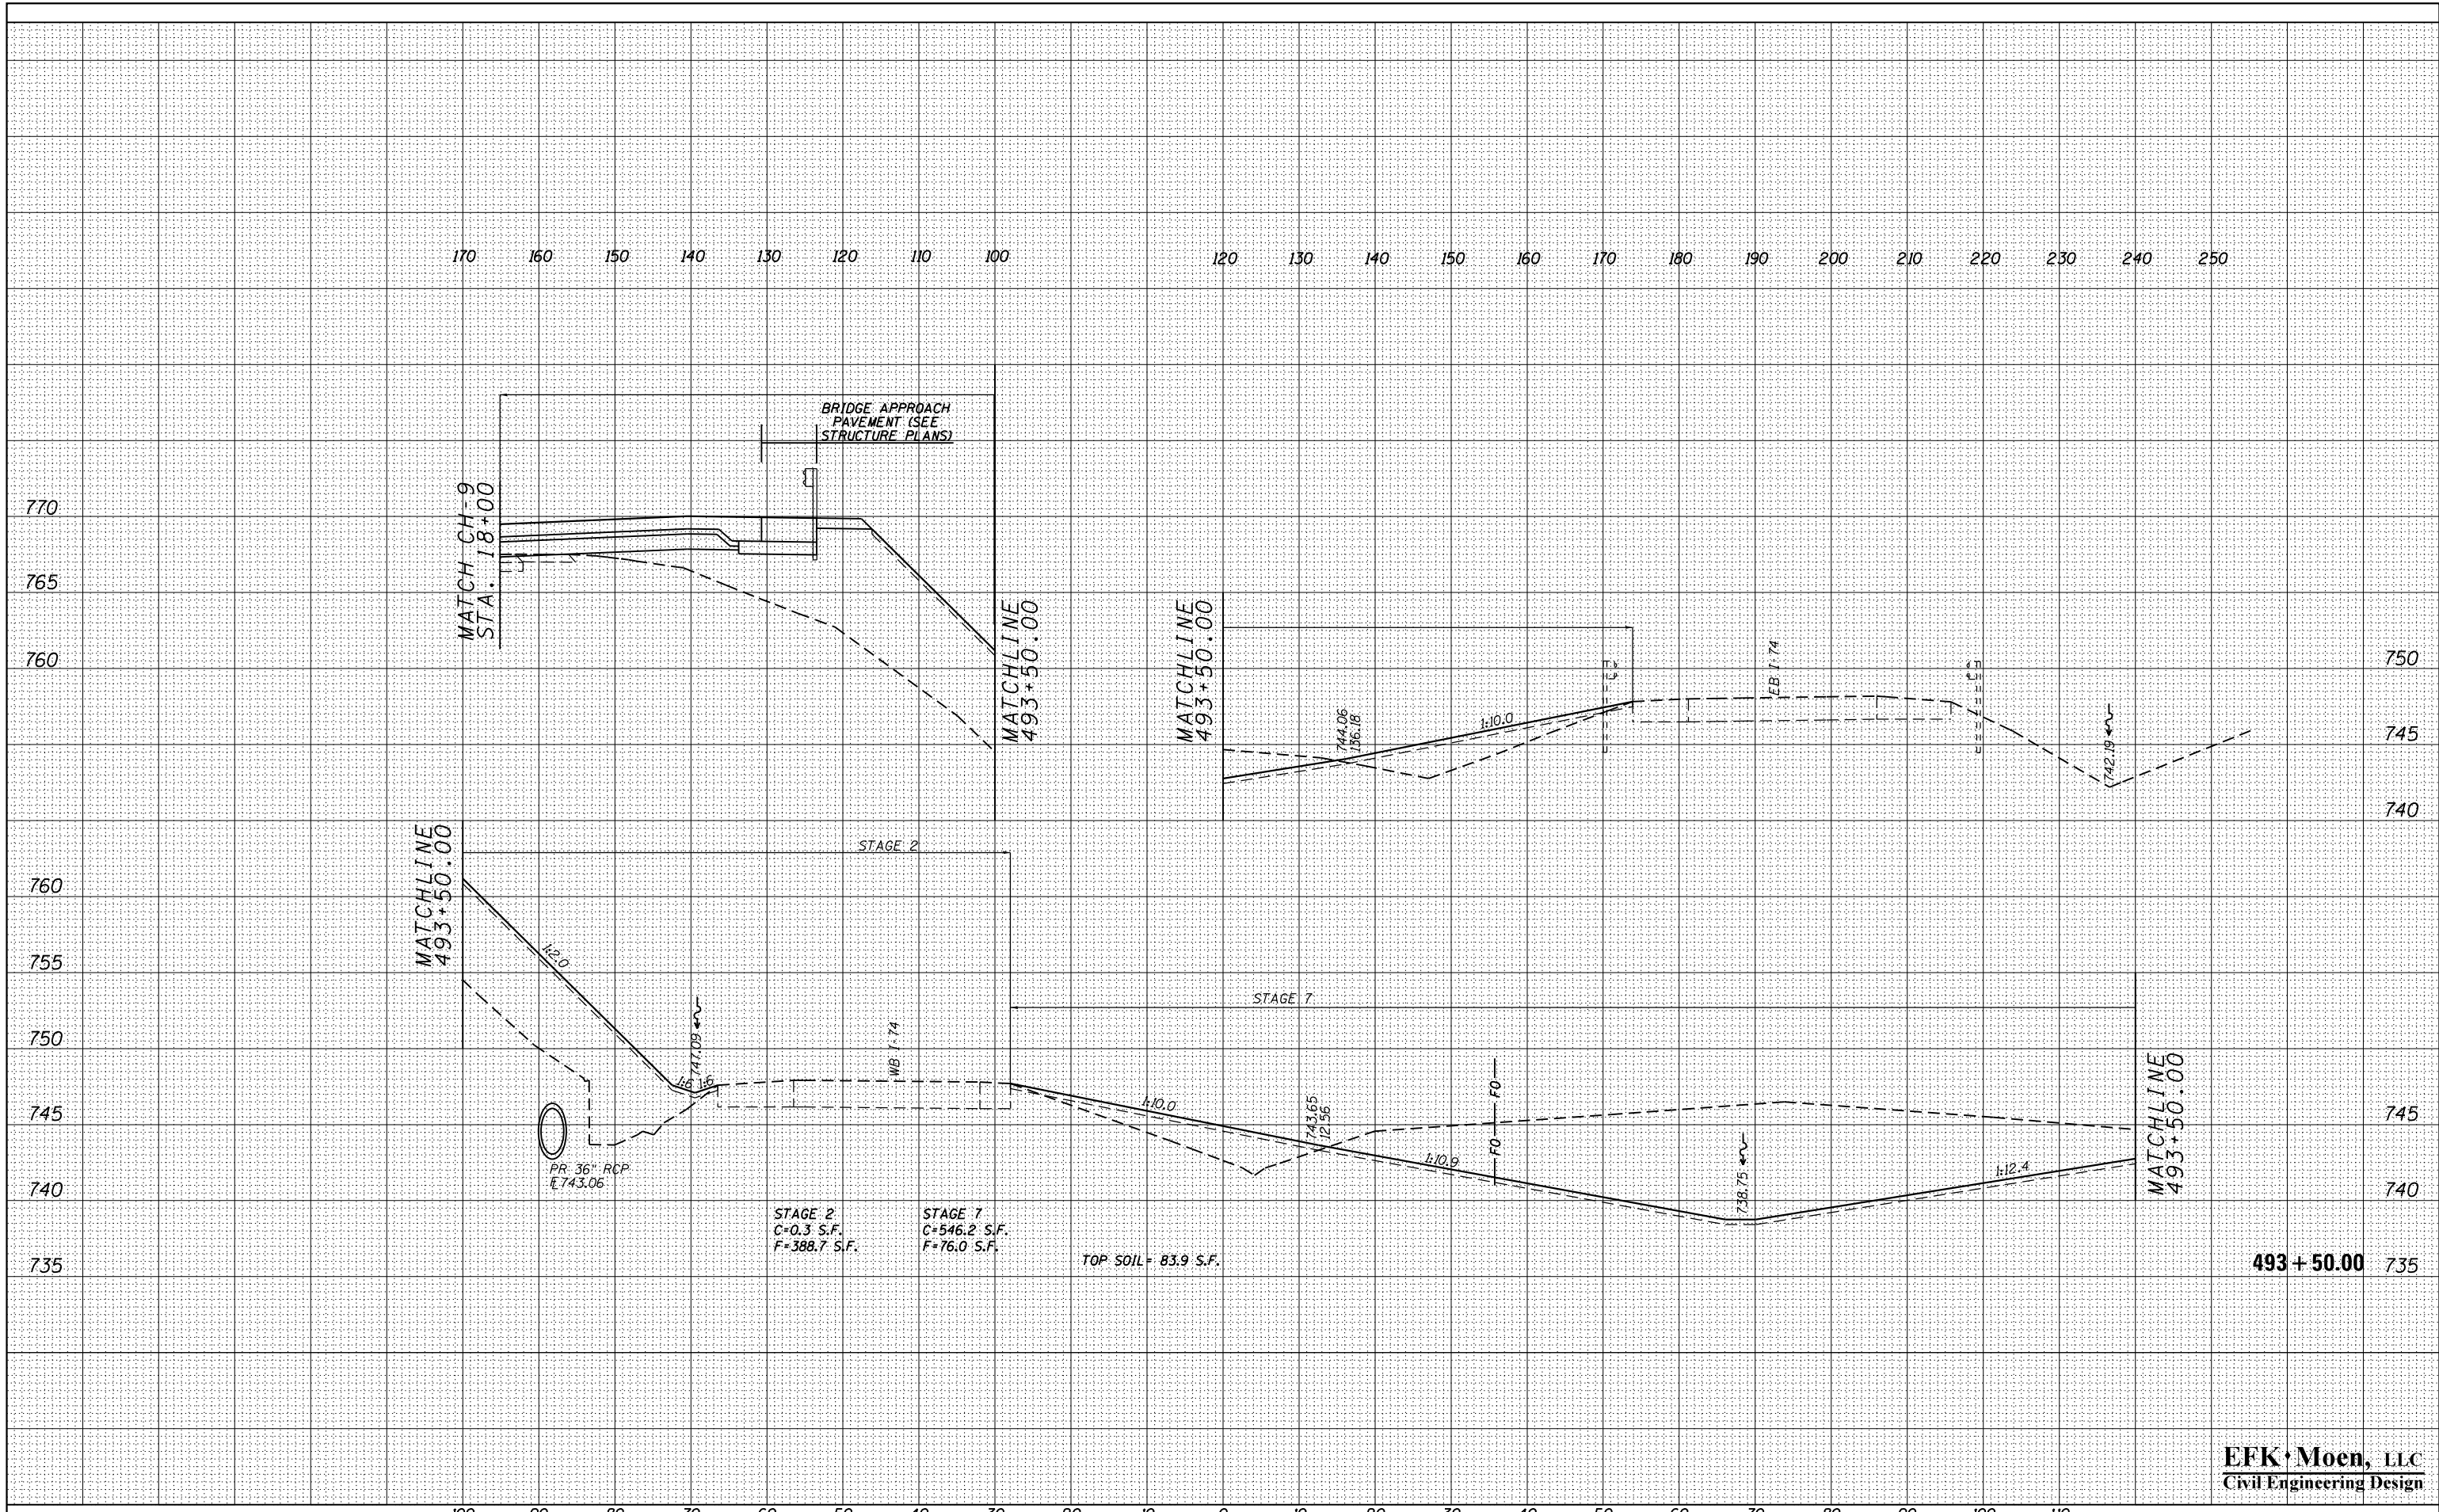 170 160 150 140 130 120 110 100
120 130 140 150 160 170 180 190 200 210 220 230 240 250
BRIDGE APPROACH
PAVEMENT (SEE
STRUCTURE PLANS)
MATCH CH-9
STA. 18+00
770
765
760
MATCHLINE
493+50.00
MATCHLINE
493+50.00
744.06
136.18
1:10.0
EB I-74
742.19
750
745
740
MATCHLINE
493+50.00
STAGE 2
760
755
750
745
740
735
1:2.0
1:6 1:6
747.09
WB I-74
STAGE 7
1:10.0
743.65
12.56
1:10.9
FO
FO
738.75
1:12.4
MATCHLINE
493+50.00
745
740
735
PR 36" RCP
743.06
STAGE 2
C=0.3 S.F.
F=388.7 S.F.
STAGE 7
C=546.2 S.F.
F=76.0 S.F.
TOP SOIL= 83.9 S.F.
493+50.00
EFK Moen, LLC
Civil Engineering Design